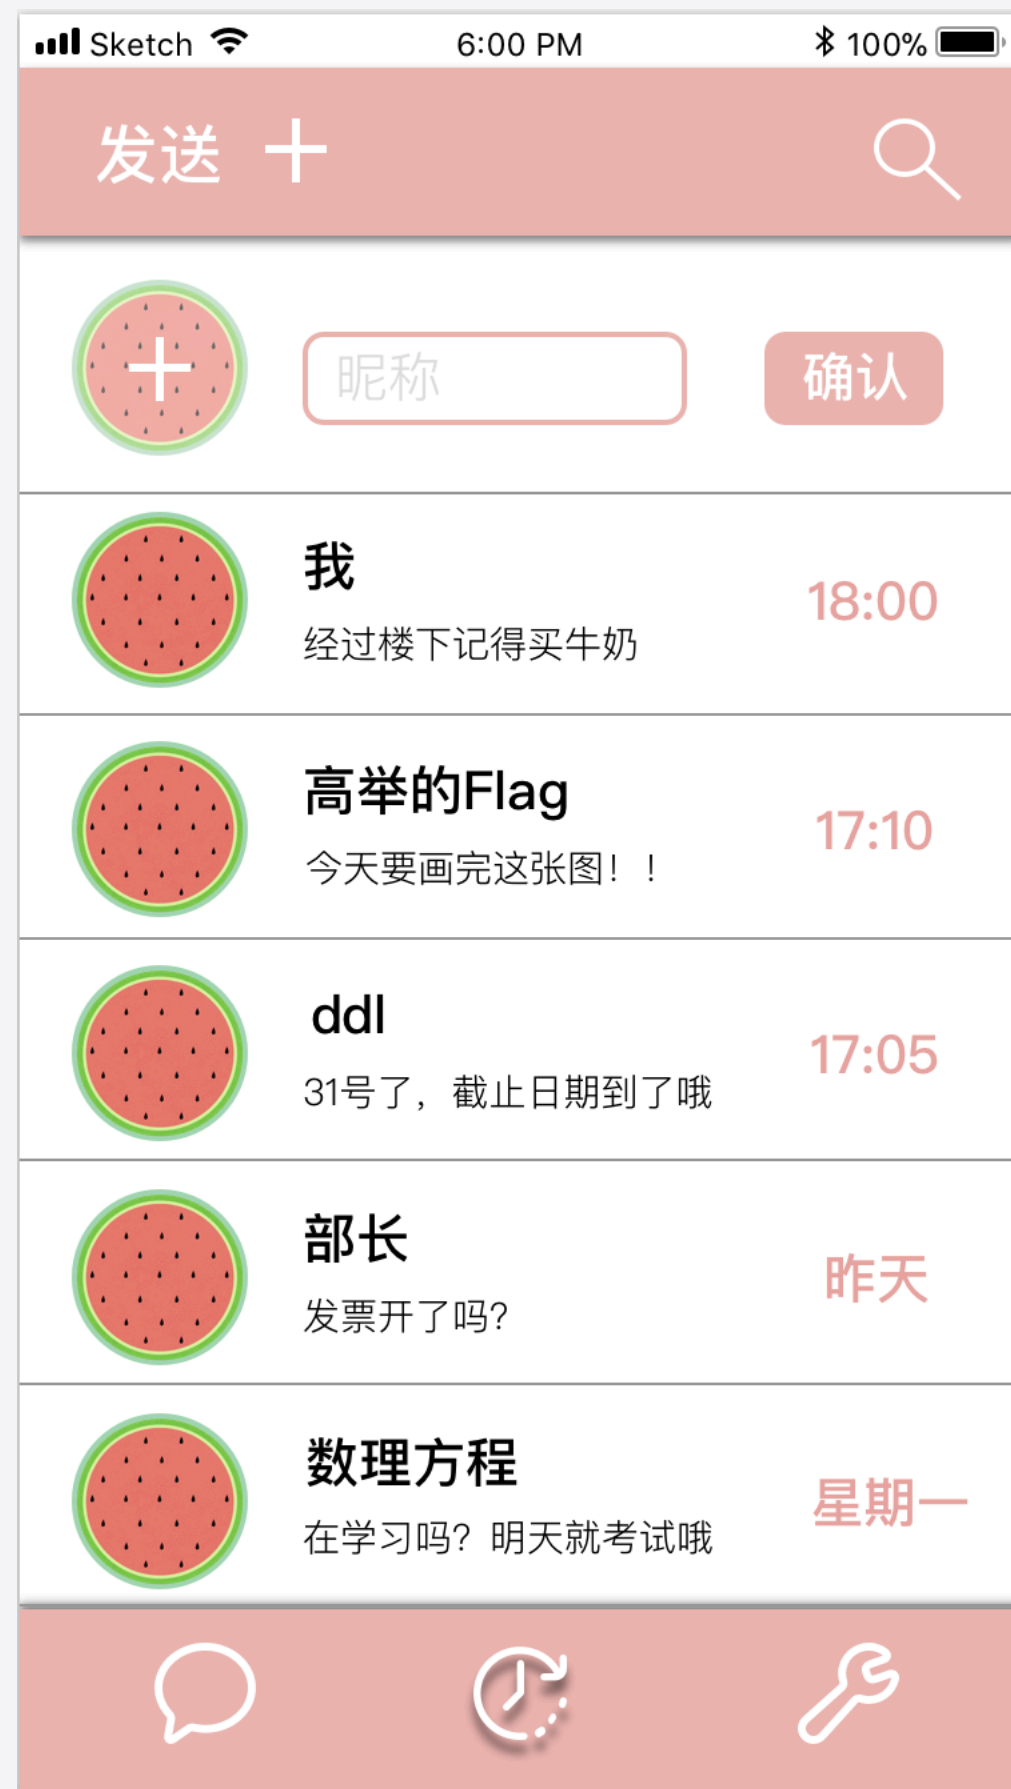 Sketch 6:00 PM 100%
发送
昵称 确认
我
18:00
经过楼下记得买牛奶
高举的Flag
17:10
今天要画完这张图！！
ddl
17:05
31号了，截止日期到了哦
部长
昨天
发票开了吗？
数理方程
星期一
在学习吗？明天就考试哦